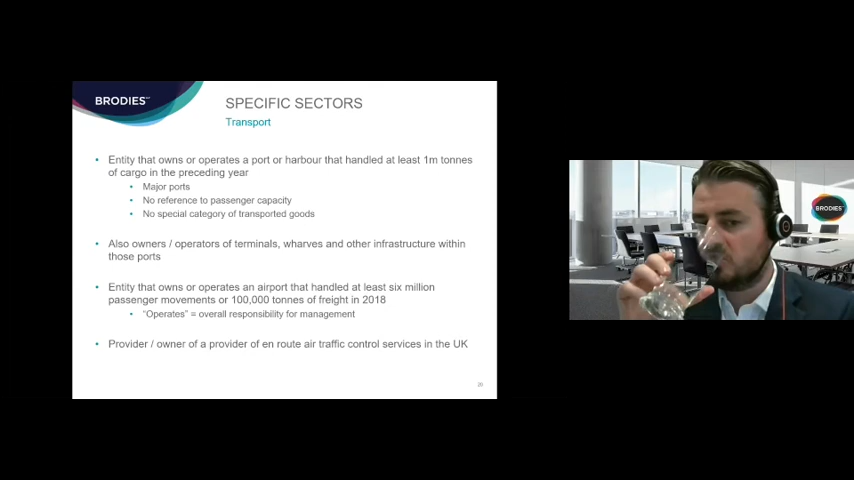 BRODIES LLP
SPECIFIC SECTORS
Transport
• Entity that owns or operates a port or harbour that handled at least 1m tonnes
of cargo in the preceding year
• Major ports
• No reference to passenger capacity
• No special category of transported goods
• Also owners / operators of terminals, wharves and other infrastructure within
those ports
• Entity that owns or operates an airport that handled at least six million
passenger movements or 100,000 tonnes of freight in 2018
• “Operates” = overall responsibility for management
• Provider / owner of a provider of en route air traffic control services in the UK
BRODIES